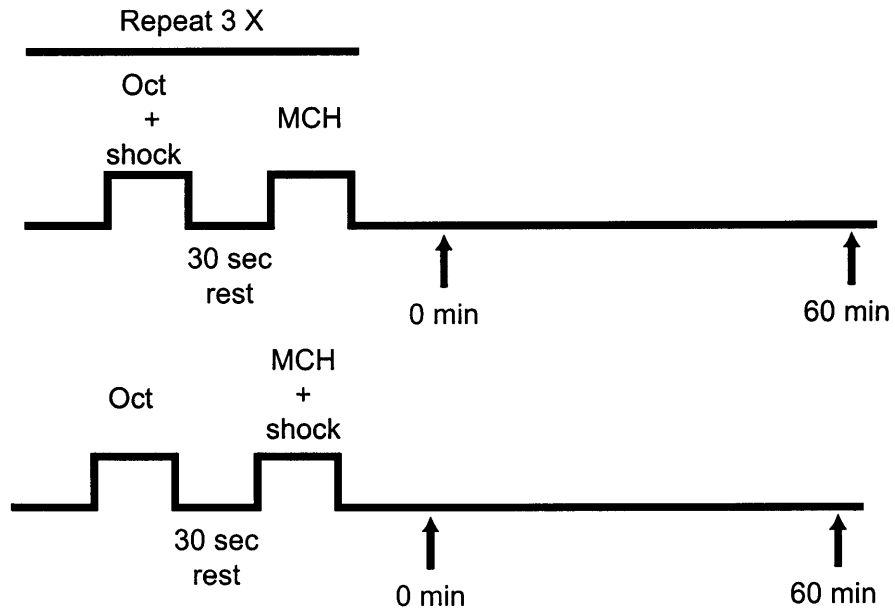 Repeat 3 X
Oct
+
shock
MCH
30 sec
rest
0 min
60 min
Oct
MCH
+
shock
30 sec
rest
0 min
60 min